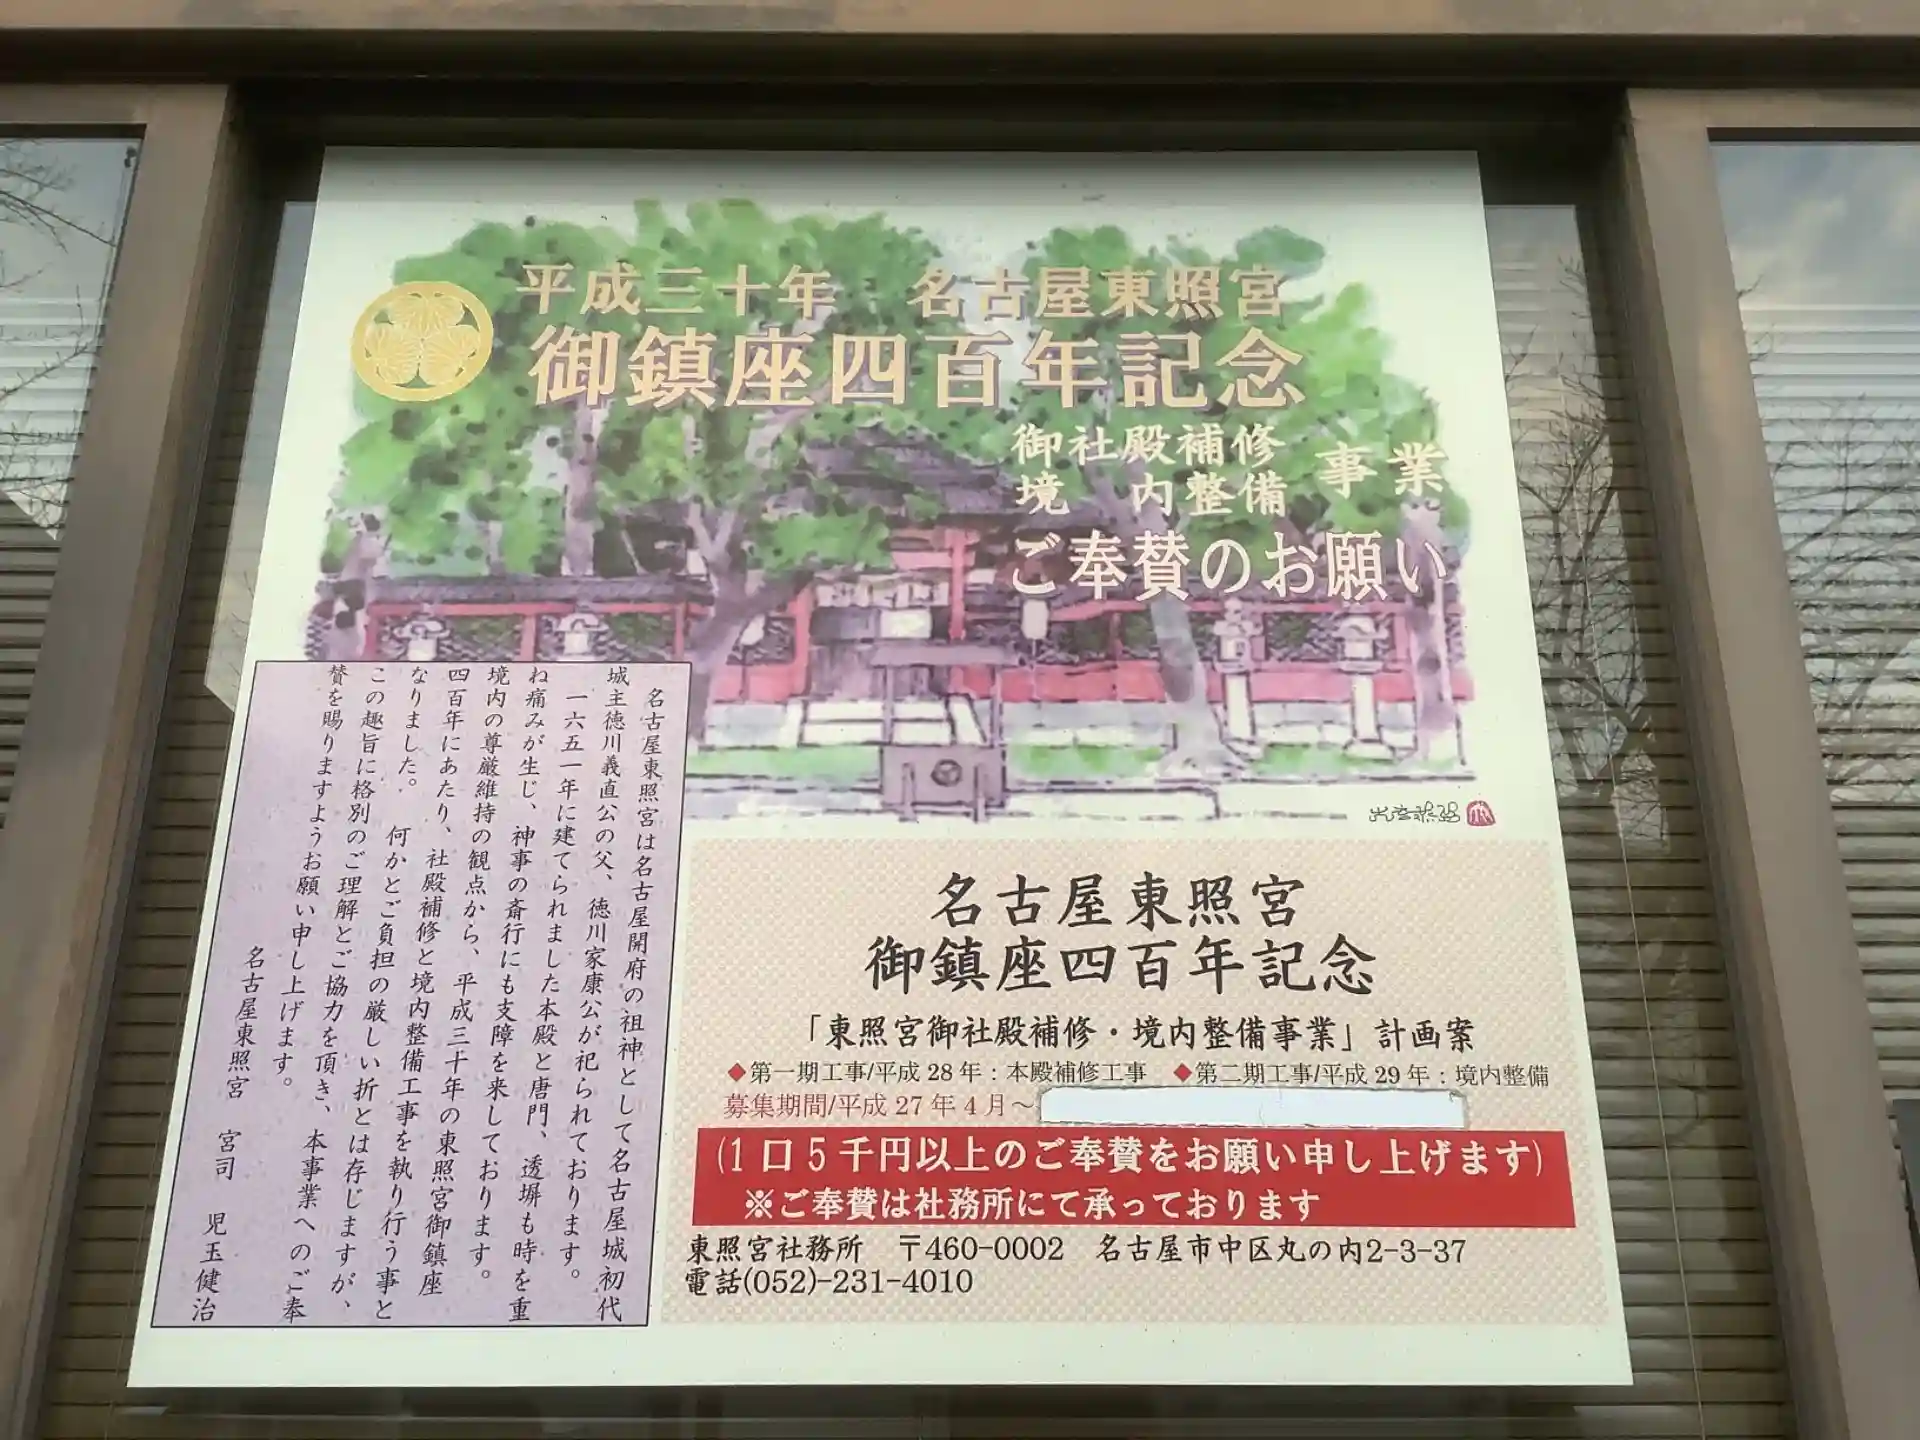 平成三十年　名古屋東照宮
御鎮座四百年記念
御社殿補修
境内整備
事業
ご奉賛のお願い
名古屋東照宮は名古屋開府の祖神として名古屋城初代
城主徳川義直公の父、徳川家康公が祀られております。
一六五一年に建てられました本殿と唐門、透塀も時を重
ね痛みが生じ、神事の斎行にも支障を来しております。
境内の尊厳維持の観点から、平成三十年の東照宮御鎮座
四百年にあたり、社殿補修と境内整備工事を執り行う事と
なりました。　何かとご負担の厳しい折とは存じますが、
この趣旨に格別のご理解とご協力を頂き、本事業へのご奉
賛を賜りますようお願い申し上げます。
名古屋東照宮　宮司　児玉健治
名古屋東照宮
御鎮座四百年記念
「東照宮御社殿補修・境内整備事業」計画案
◆第一期工事/平成28年：本殿補修工事　◆第二期工事/平成29年：境内整備
募集期間/平成27年4月～
(1口5千円以上のご奉賛をお願い申し上げます)
※ご奉賛は社務所にて承っております
東照宮社務所　〒460-0002　名古屋市中区丸の内2-3-37
電話(052)-231-4010